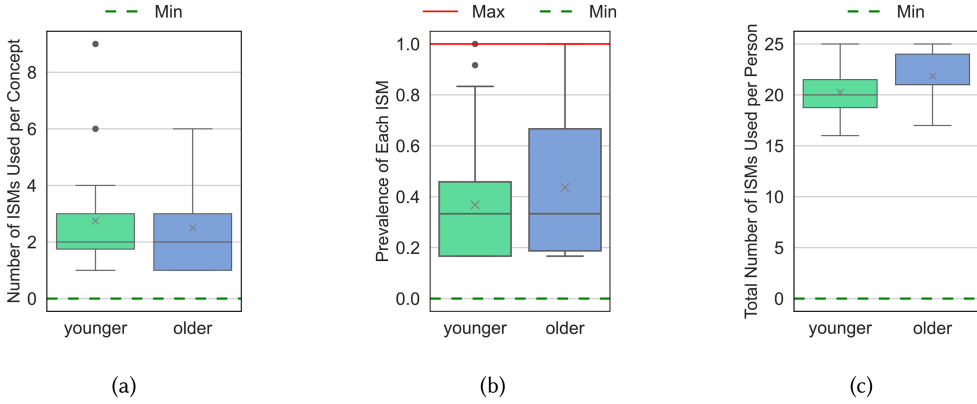 Min
Number of ISMs Used per Concept
8
6
4
2
0
younger older
(a)
Max Min
Prevalence of Each ISM
1.0
0.8
0.6
0.4
0.2
0.0
younger older
(b)
Min
Total Number of ISMs Used per Person
25
20
15
10
5
0
younger older
(c)